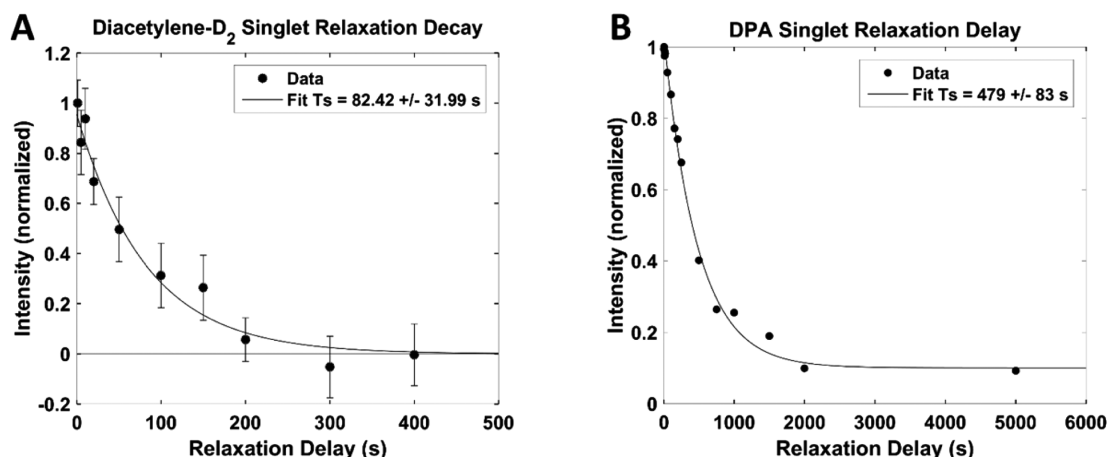 A
Diacetylene-D2 Singlet Relaxation Decay
Data
Fit Ts = 82.42 +/- 31.99 s
1.2
1
0.8
0.6
0.4
0.2
0
-0.2
Intensity (normalized)
0 100 200 300 400 500
Relaxation Delay (s)
B
DPA Singlet Relaxation Delay
Data
Fit Ts = 479 +/- 83 s
1
0.8
0.6
0.4
0.2
0
Intensity (normalized)
0 1000 2000 3000 4000 5000 6000
Relaxation Delay (s)